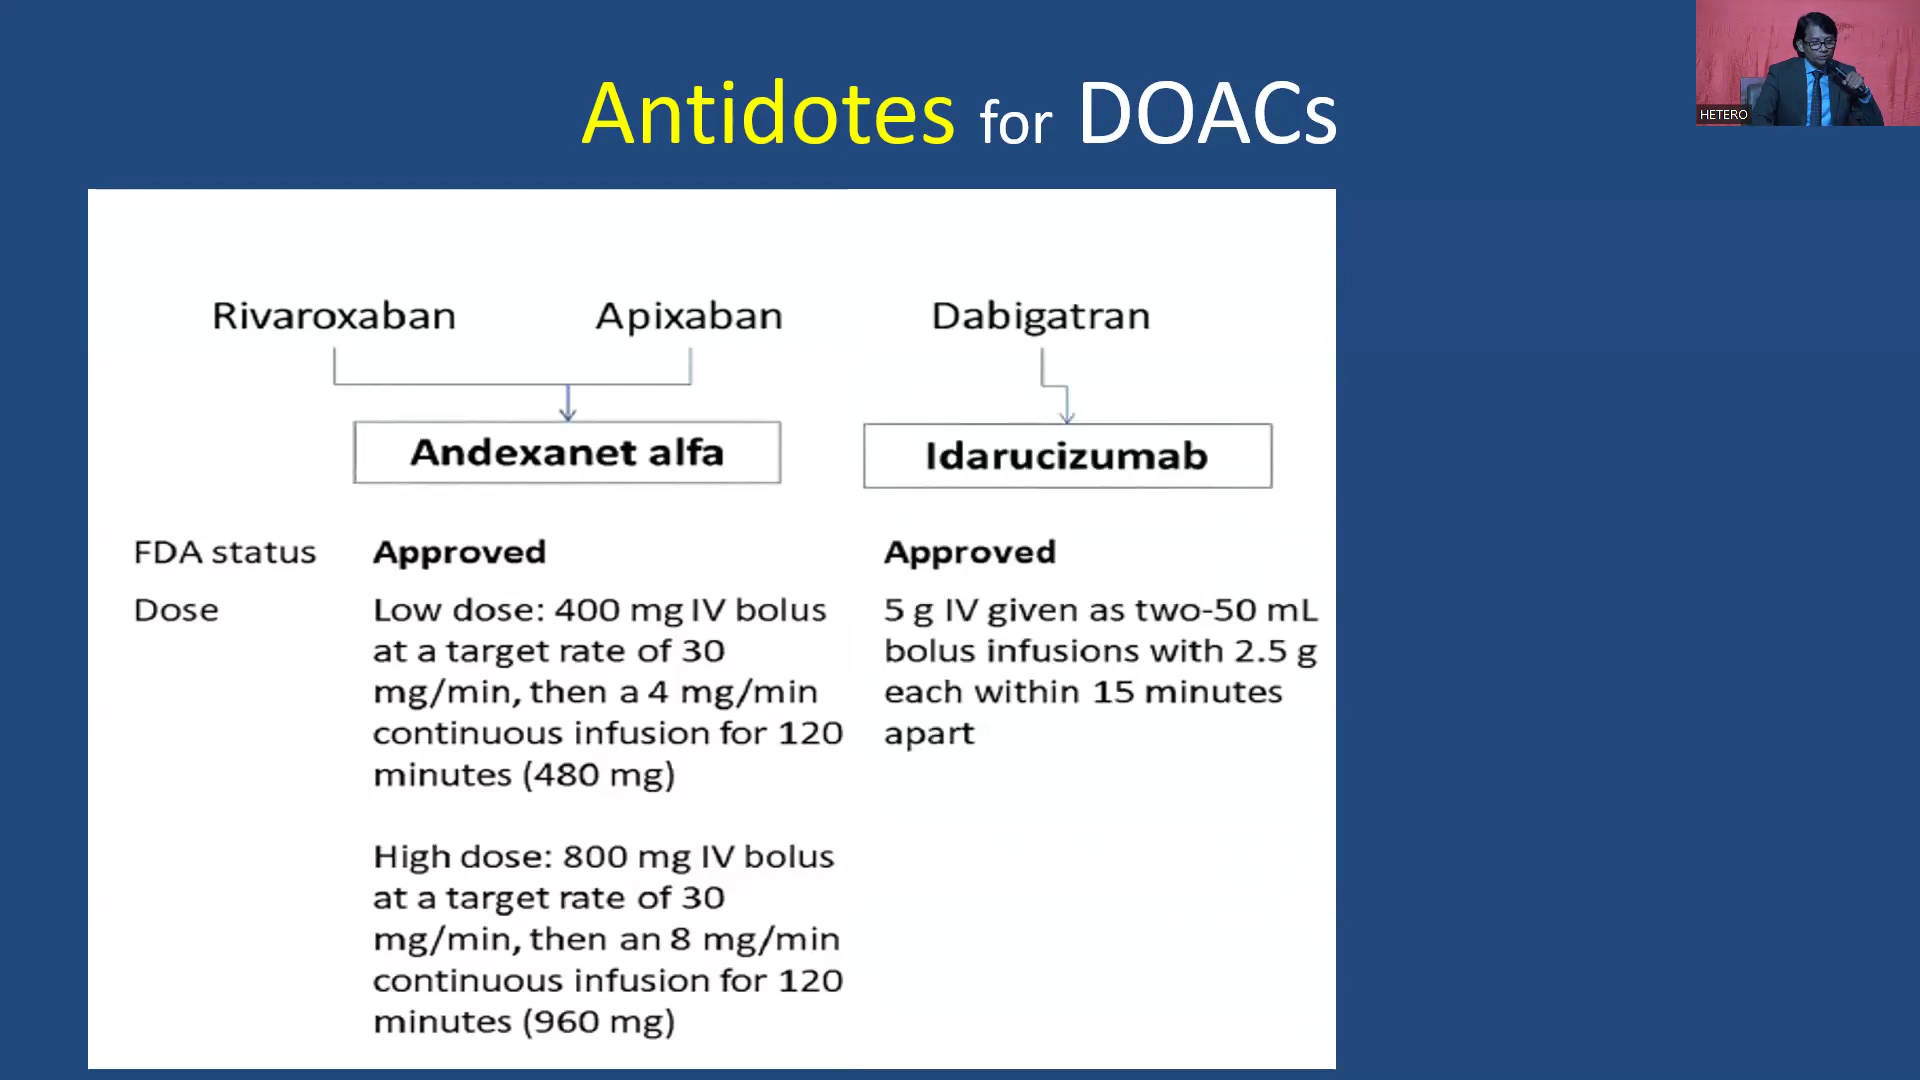 Antidotes for DOACs
HETERO
Rivaroxaban Apixaban Dabigatran
Andexanet alfa Idarucizumab
FDA status Approved Approved
Dose
Low dose: 400 mg IV bolus
at a target rate of 30
mg/min, then a 4 mg/min
continuous infusion for 120
minutes (480 mg)
High dose: 800 mg IV bolus
at a target rate of 30
mg/min, then an 8 mg/min
continuous infusion for 120
minutes (960 mg)
5 g IV given as two-50 mL
bolus infusions with 2.5 g
each within 15 minutes
apart